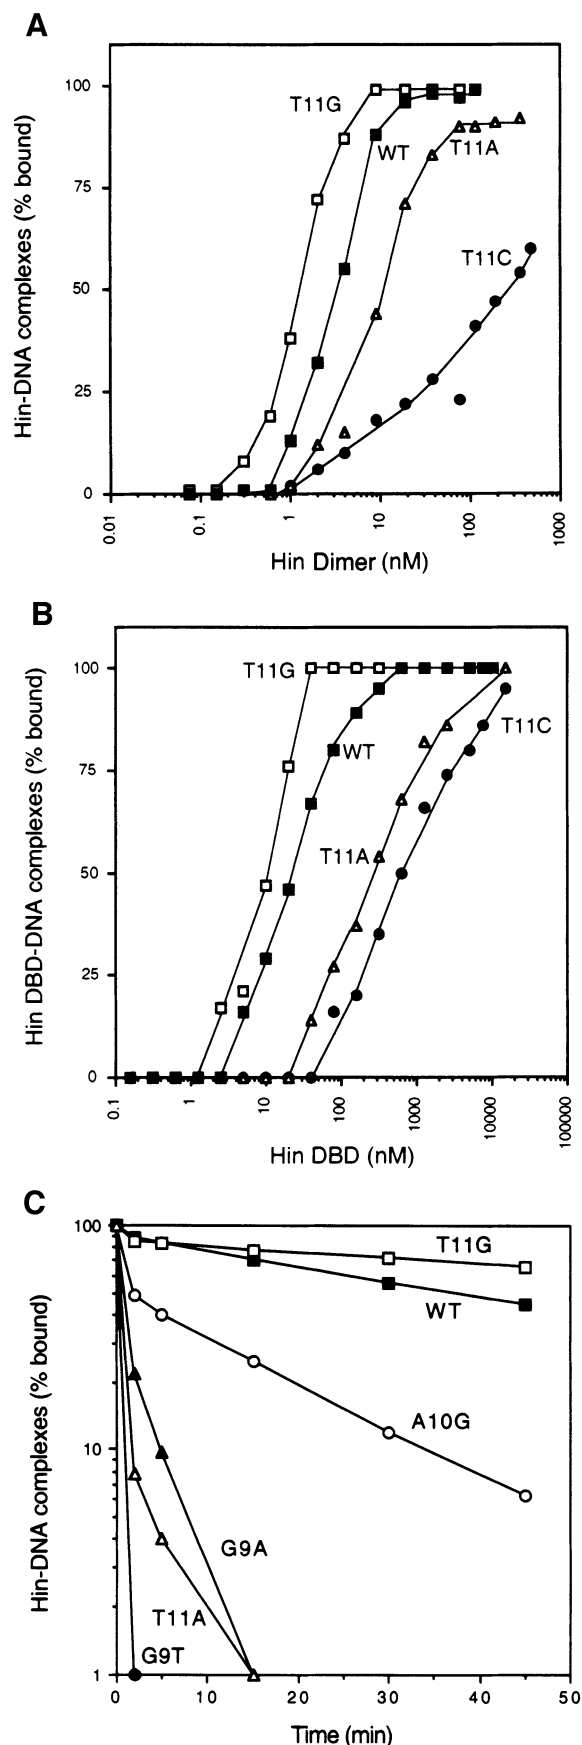 A
Hin-DNA complexes (% bound)
100
75
50
25
0
T11G
WT
T11A
T11C
0.01
0.1
1
10
100
1000
Hin Dimer (nM)
B
Hin DBD-DNA complexes (% bound)
100
75
50
25
0
T11G
WT
T11A
T11C
0.1
1
10
100
1000
10000
100000
Hin DBD (nM)
C
Hin-DNA complexes (% bound)
100
10
1
T11G
WT
A10G
G9A
T11A
G9T
0
10
20
30
40
50
Time (min)